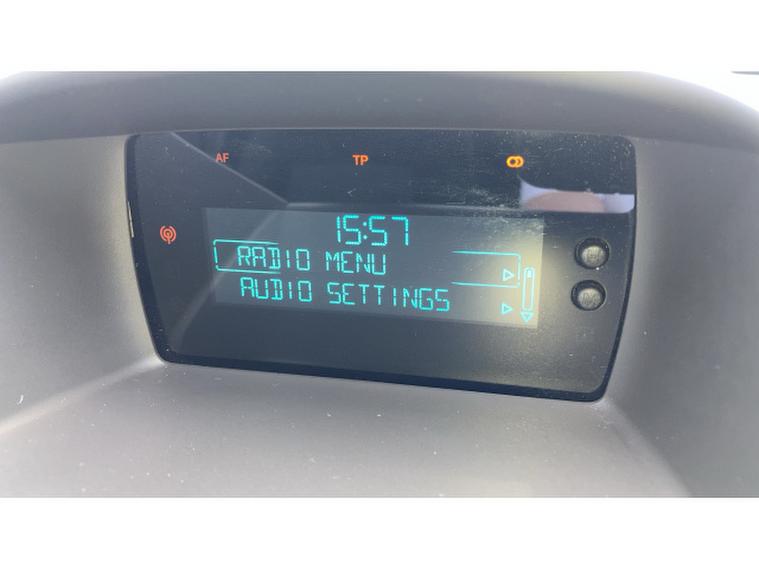 AF TP
15:57
RADIO MENU
AUDIO SETTINGS
H
M